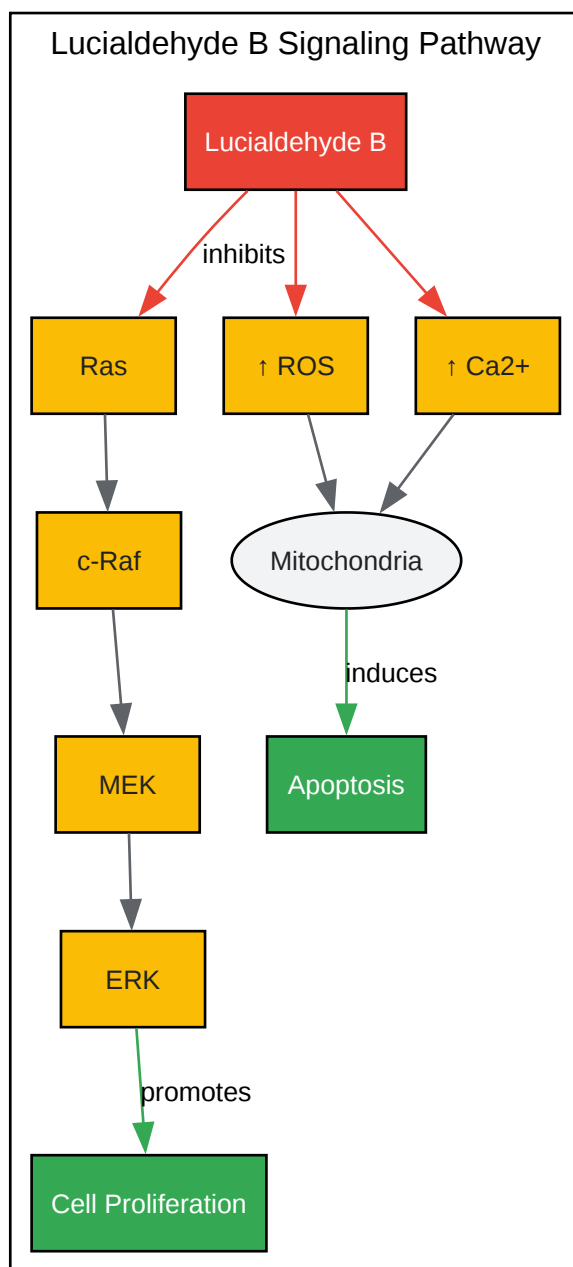 Lucialdehyde B Signaling Pathway
Lucialdehyde B
inhibits
Ras
↑ ROS
↑ Ca2+
c-Raf
Mitochondria
induces
MEK
Apoptosis
ERK
promotes
Cell Proliferation